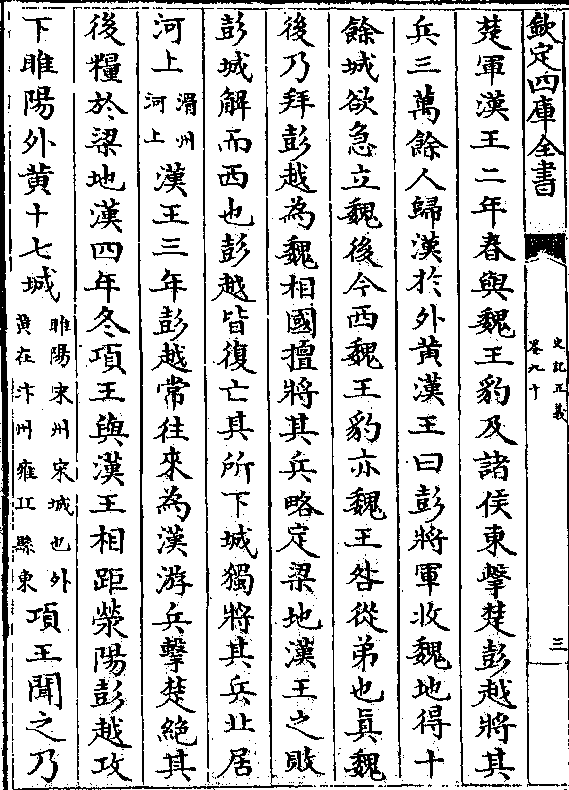 欽定四庫全書
史記正義
卷九十
三
楚軍漢王二年春與魏王豹及諸侯東擊楚彭越將其
兵三萬餘人歸漢於外黄漢王曰彭將軍收魏地得十
餘城欲急立魏後今西魏王豹亦魏王咎從弟也真魏
後乃拜彭越為魏相國擅將其兵略定梁地漢王之敗
彭城解而西也彭越皆復亡其所下城獨將其兵北居
河上滑州河上漢王三年彭越常往來為漢游兵擊楚絶其
後糧於梁地漢四年冬項王與漢王相距滎陽彭越攻
下睢陽外黄十七城睢陽宋州宋城也外黄在汴州雍丘縣東項王聞之乃